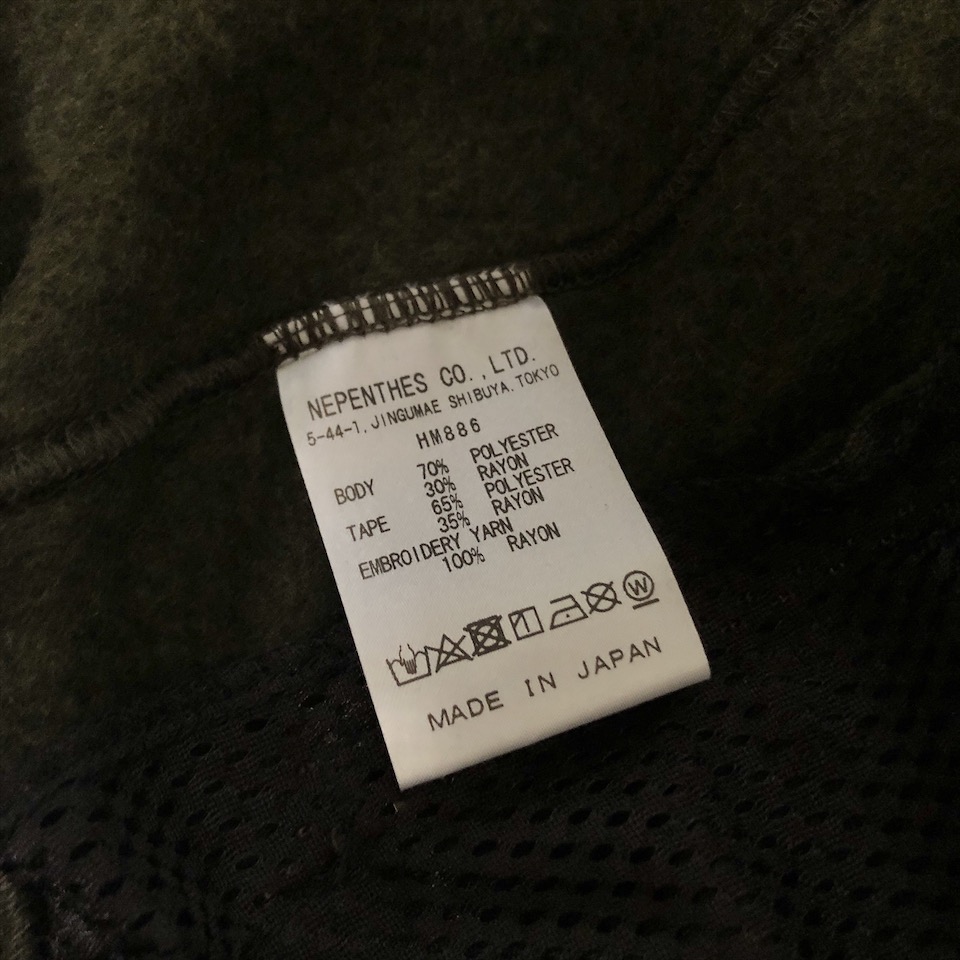 NEPENTHES CO.,LTD.
5-44-1, JINGUMAE SHIBUYA, TOKYO
HM886
BODY 70% POLYESTER
30% RAYON
TAPE 65% POLYESTER
35% RAYON
EMBROIDERY YARN
100% RAYON
W
MADE IN JAPAN